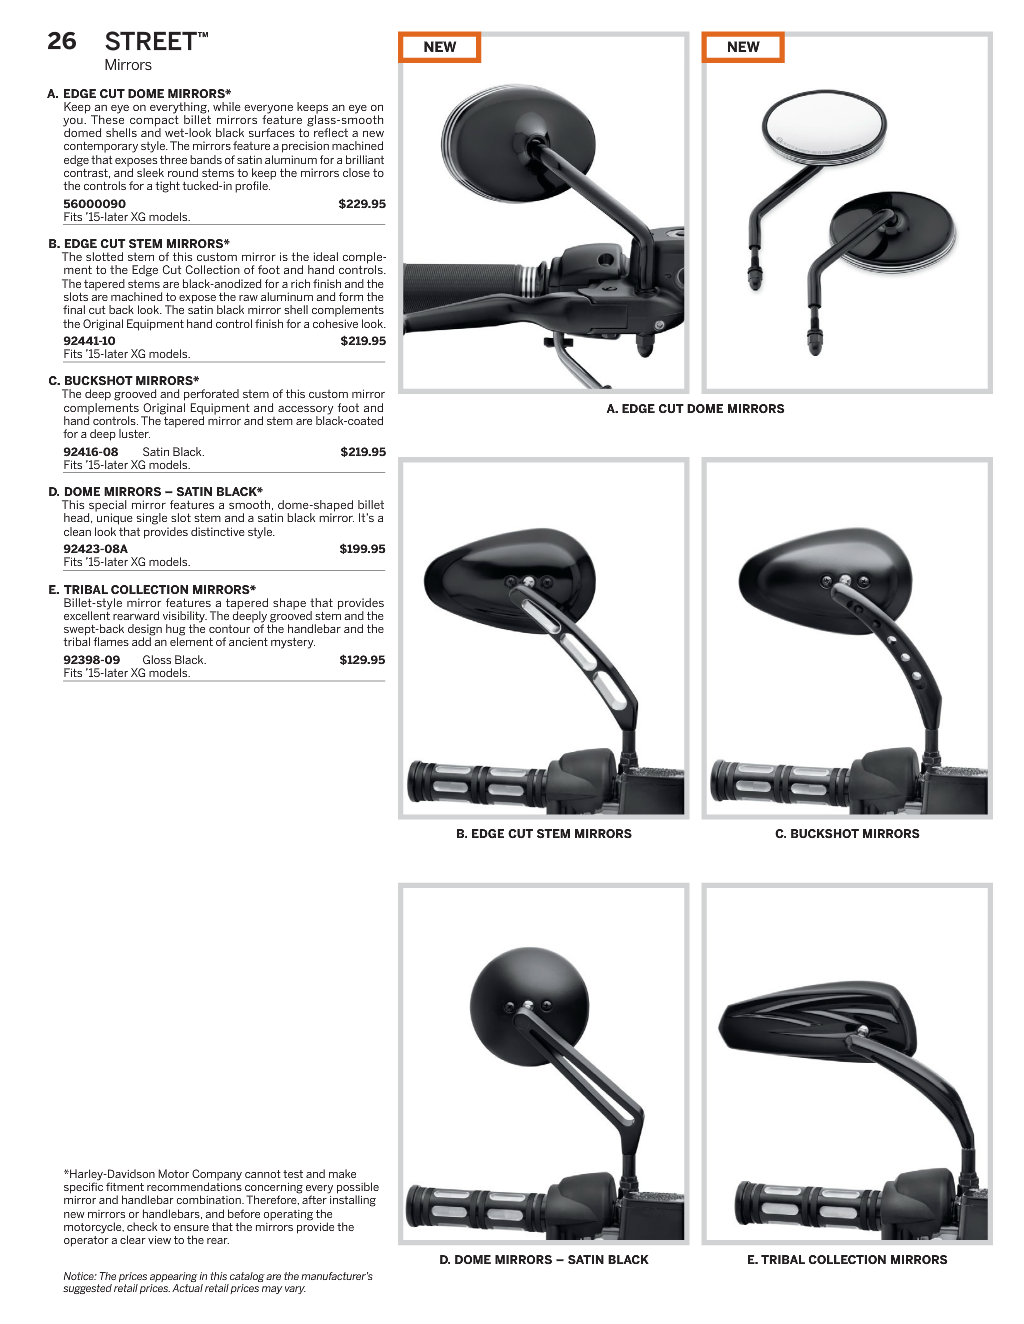 26 STREET™
Mirrors
A. EDGE CUT DOME MIRRORS*
Keep an eye on everything, while everyone keeps an eye on
you. These compact billet mirrors feature glass-smooth
domed shells and wet-look black surfaces to reflect a new
contemporary style. The mirrors feature a precision machined
edge that exposes three bands of satin aluminum for a brilliant
contrast, and sleek round stems to keep the mirrors close to
the controls for a tight tucked-in profile.
56000090 $229.95
Fits ’15-later XG models.
B. EDGE CUT STEM MIRRORS*
The slotted stem of this custom mirror is the ideal comple-
ment to the Edge Cut Collection of foot and hand controls.
The tapered stems are black-anodized for a rich finish and the
slots are machined to expose the raw aluminum and form the
final cut back look. The satin black mirror shell complements
the Original Equipment hand control finish for a cohesive look.
92441-10 $219.95
Fits ’15-later XG models.
C. BUCKSHOT MIRRORS*
The deep grooved and perforated stem of this custom mirror
complements Original Equipment and accessory foot and
hand controls. The tapered mirror and stem are black-coated
for a deep luster.
92416-08 Satin Black. $219.95
Fits ’15-later XG models.
D. DOME MIRRORS – SATIN BLACK*
This special mirror features a smooth, dome-shaped billet
head, unique single slot stem and a satin black mirror. It’s a
clean look that provides distinctive style.
92423-08A $199.95
Fits ’15-later XG models.
E. TRIBAL COLLECTION MIRRORS*
Billet-style mirror features a tapered shape that provides
excellent rearward visibility. The deeply grooved stem and the
swept-back design hug the contour of the handlebar and the
tribal flames add an element of ancient mystery.
92398-09 Gloss Black. $129.95
Fits ’15-later XG models.
*Harley-Davidson Motor Company cannot test and make
specific fitment recommendations concerning every possible
mirror and handlebar combination. Therefore, after installing
new mirrors or handlebars, and before operating the
motorcycle, check to ensure that the mirrors provide the
operator a clear view to the rear.
Notice: The prices appearing in this catalog are the manufacturer’s
suggested retail prices. Actual retail prices may vary.
NEW
NEW
A. EDGE CUT DOME MIRRORS
B. EDGE CUT STEM MIRRORS
C. BUCKSHOT MIRRORS
D. DOME MIRRORS – SATIN BLACK
E. TRIBAL COLLECTION MIRRORS